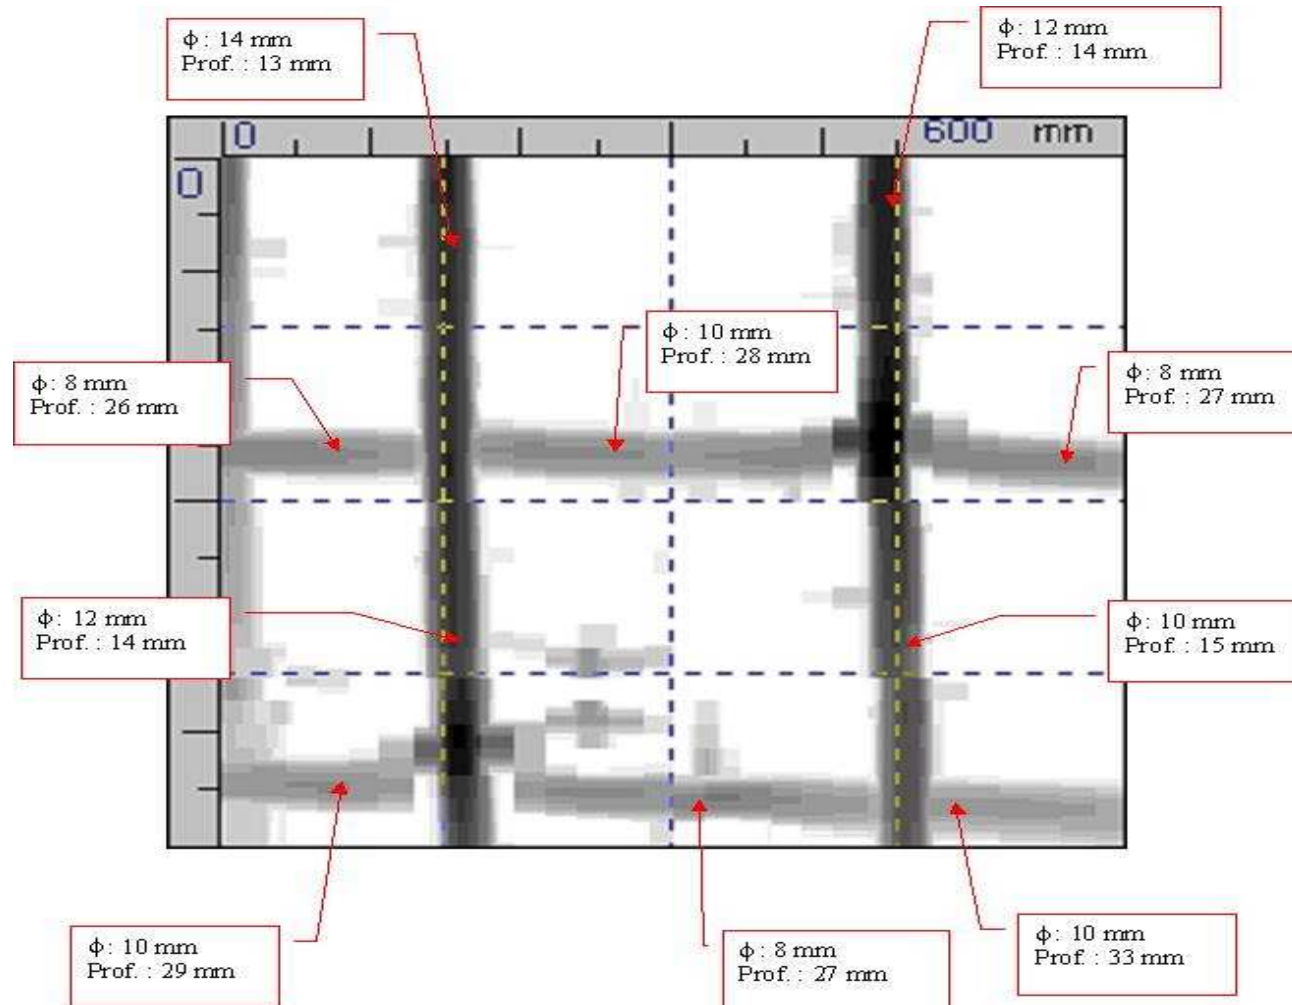 ϕ: 14 mm
Prof. : 13 mm
ϕ: 12 mm
Prof. : 14 mm
0
600 mm
0
ϕ: 10 mm
Prof. : 28 mm
ϕ: 8 mm
Prof. : 26 mm
ϕ: 8 mm
Prof. : 27 mm
ϕ: 12 mm
Prof. : 14 mm
ϕ: 10 mm
Prof. : 15 mm
ϕ: 10 mm
Prof. : 29 mm
ϕ: 8 mm
Prof. : 27 mm
ϕ: 10 mm
Prof. : 33 mm